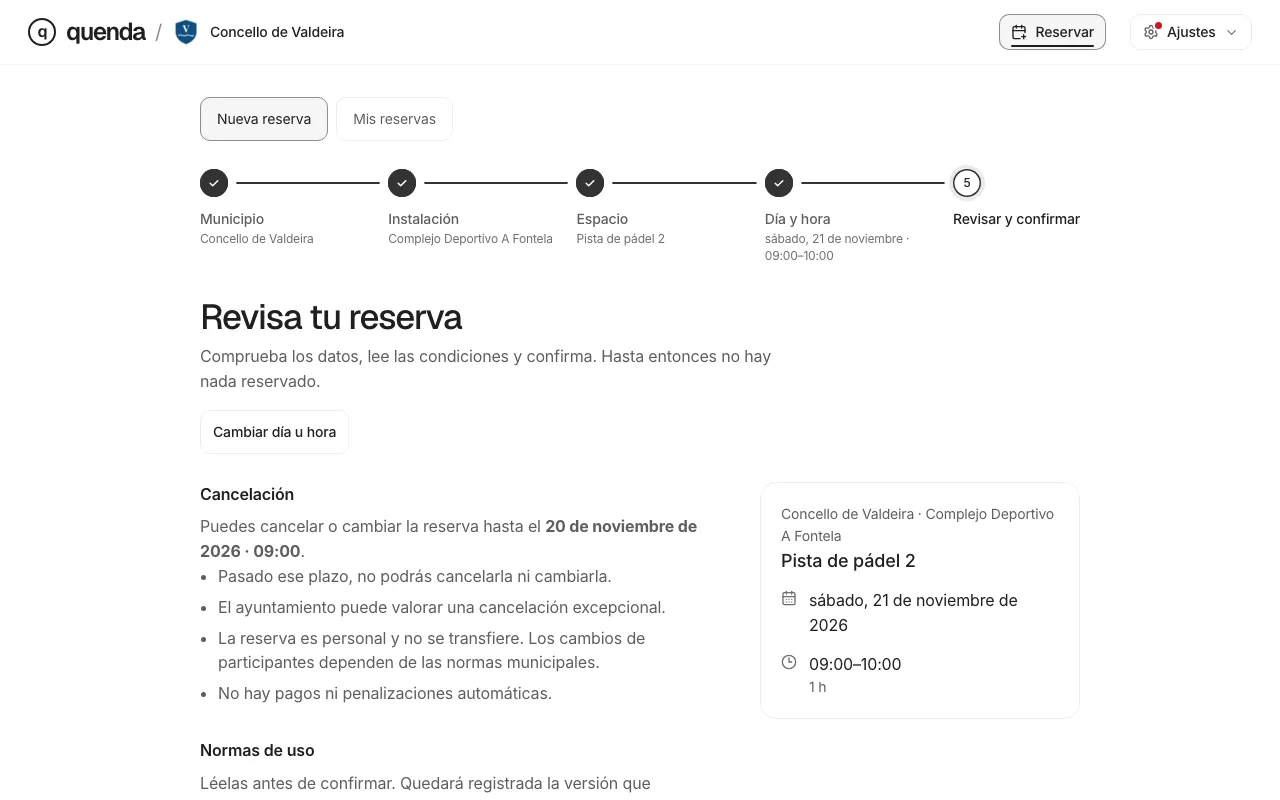 q quenda / V Concello de Valdeira
Reservar
Ajustes
Nueva reserva
Mis reservas
5
Municipio
Concello de Valdeira
Instalación
Complejo Deportivo A Fontela
Espacio
Pista de pádel 2
Día y hora
sábado, 21 de noviembre ·
09:00–10:00
Revisar y confirmar
Revisa tu reserva
Comprueba los datos, lee las condiciones y confirma. Hasta entonces no hay
nada reservado.
Cambiar día u hora
Cancelación
Puedes cancelar o cambiar la reserva hasta el 20 de noviembre de
2026 · 09:00.
• Pasado ese plazo, no podrás cancelarla ni cambiarla.
• El ayuntamiento puede valorar una cancelación excepcional.
• La reserva es personal y no se transfiere. Los cambios de
participantes dependen de las normas municipales.
• No hay pagos ni penalizaciones automáticas.
Concello de Valdeira · Complejo Deportivo
A Fontela
Pista de pádel 2
sábado, 21 de noviembre de
2026
09:00–10:00
1 h
Normas de uso
Léelas antes de confirmar. Quedará registrada la versión que